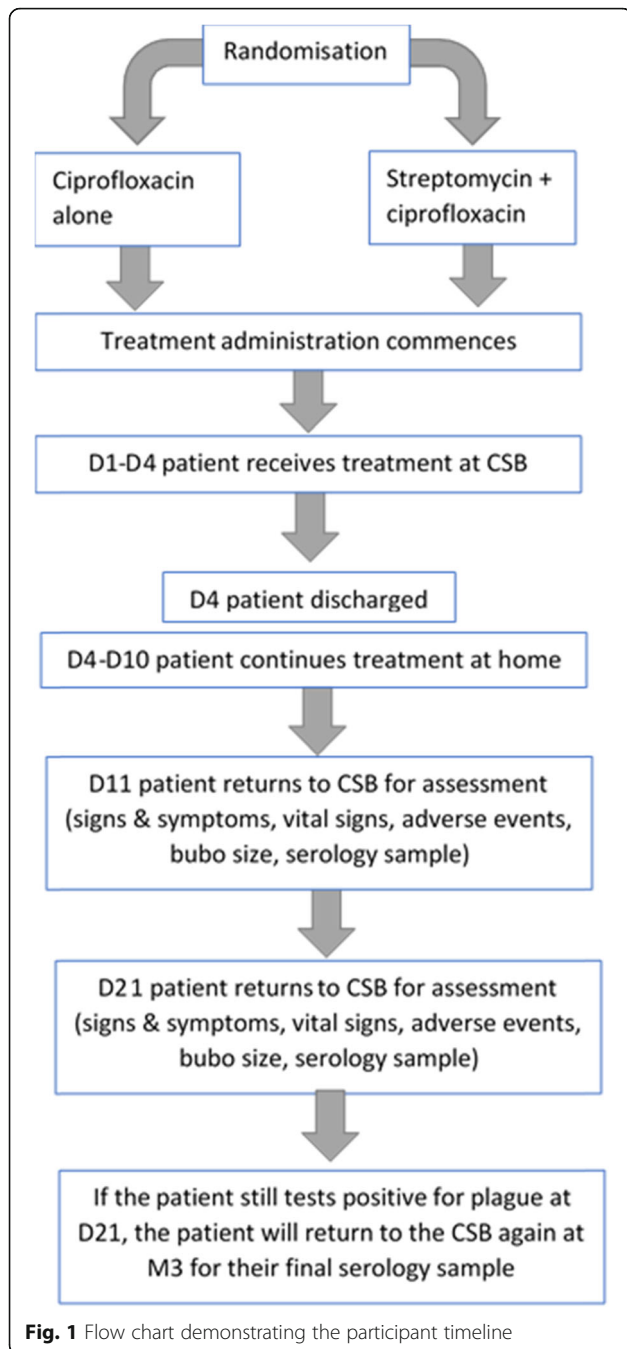 Randomisation
Ciprofloxacin
alone
Streptomycin +
ciprofloxacin
Treatment administration commences
D1-D4 patient receives treatment at CSB
D4 patient discharged
D4-D10 patient continues treatment at home
D11 patient returns to CSB for assessment
(signs & symptoms, vital signs, adverse events,
bubo size, serology sample)
D21 patient returns to CSB for assessment
(signs & symptoms, vital signs, adverse events,
bubo size, serology sample)
If the patient still tests positive for plague at
D21, the patient will return to the CSB again at
M3 for their final serology sample
Fig. 1 Flow chart demonstrating the participant timeline